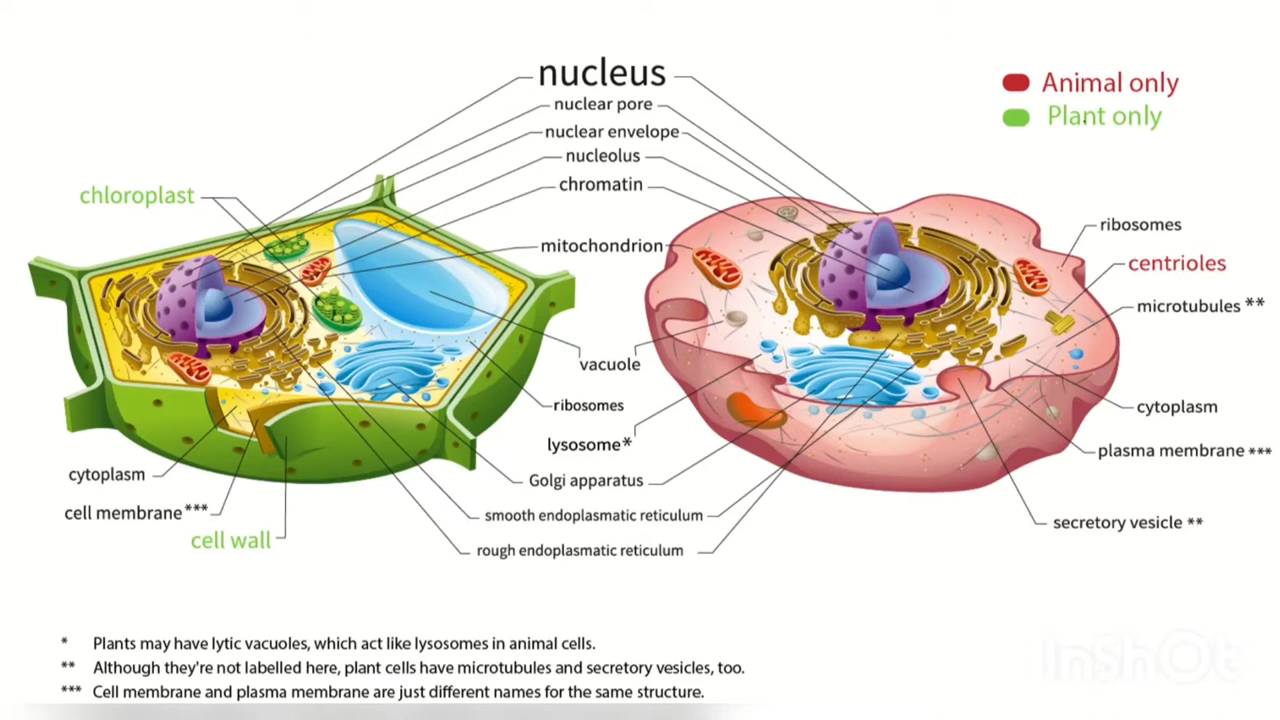 nucleus
nuclear pore
nuclear envelope
nucleolus
chromatin
mitochondrion
vacuole
ribosomes
lysosome*
Golgi apparatus
smooth endoplasmatic reticulum
rough endoplasmatic reticulum
chloroplast
cytoplasm
cell membrane***
cell wall
Animal only
Plant only
ribosomes
centrioles
microtubules **
cytoplasm
plasma membrane ***
secretory vesicle **
* Plants may have lytic vacuoles, which act like lysosomes in animal cells.
** Although they're not labelled here, plant cells have microtubules and secretory vesicles, too.
*** Cell membrane and plasma membrane are just different names for the same structure.
InShOt